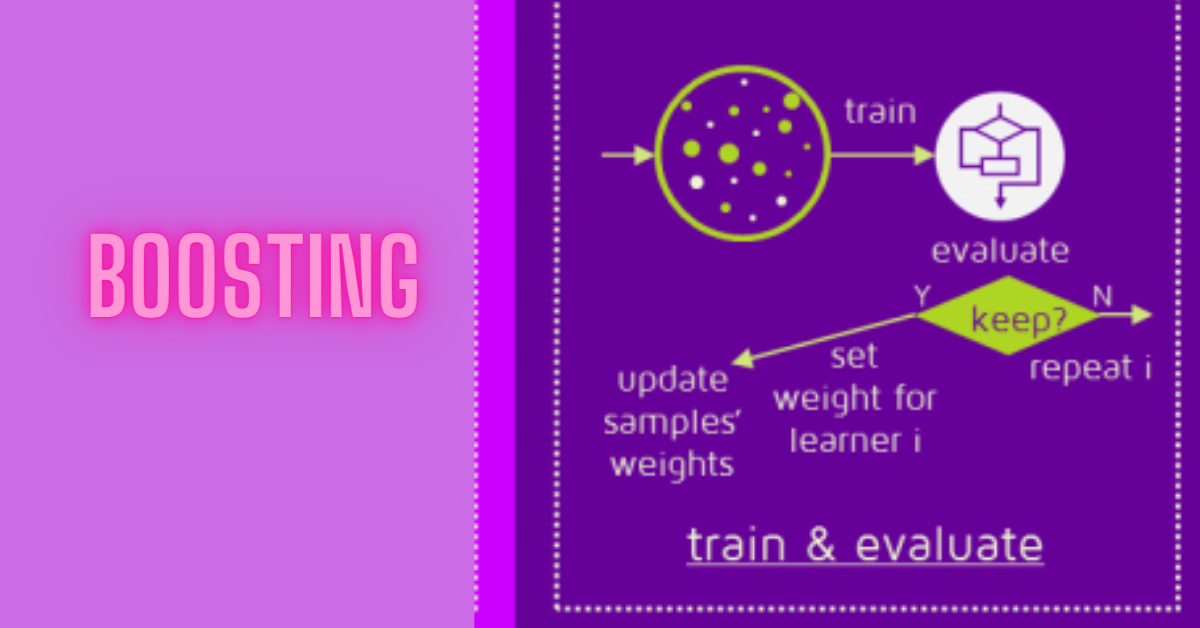 BOOSTING
train
evaluate
Y
N
keep?
repeat i
set
weight for
learner i
update
samples'
weights
train & evaluate